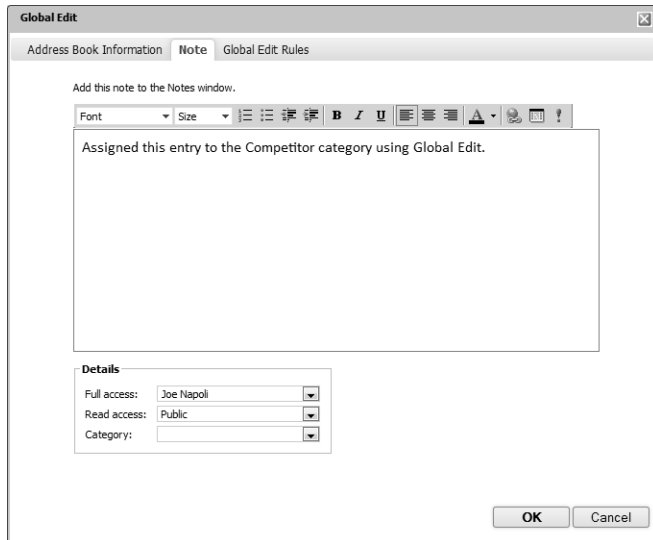 Global Edit
Address Book Information Note Global Edit Rules
Add this note to the Notes window.
Font Size B I U A !
Assigned this entry to the Competitor category using Global Edit.
Details
Full access: Joe Napoli
Read access: Public
Category:
OK Cancel